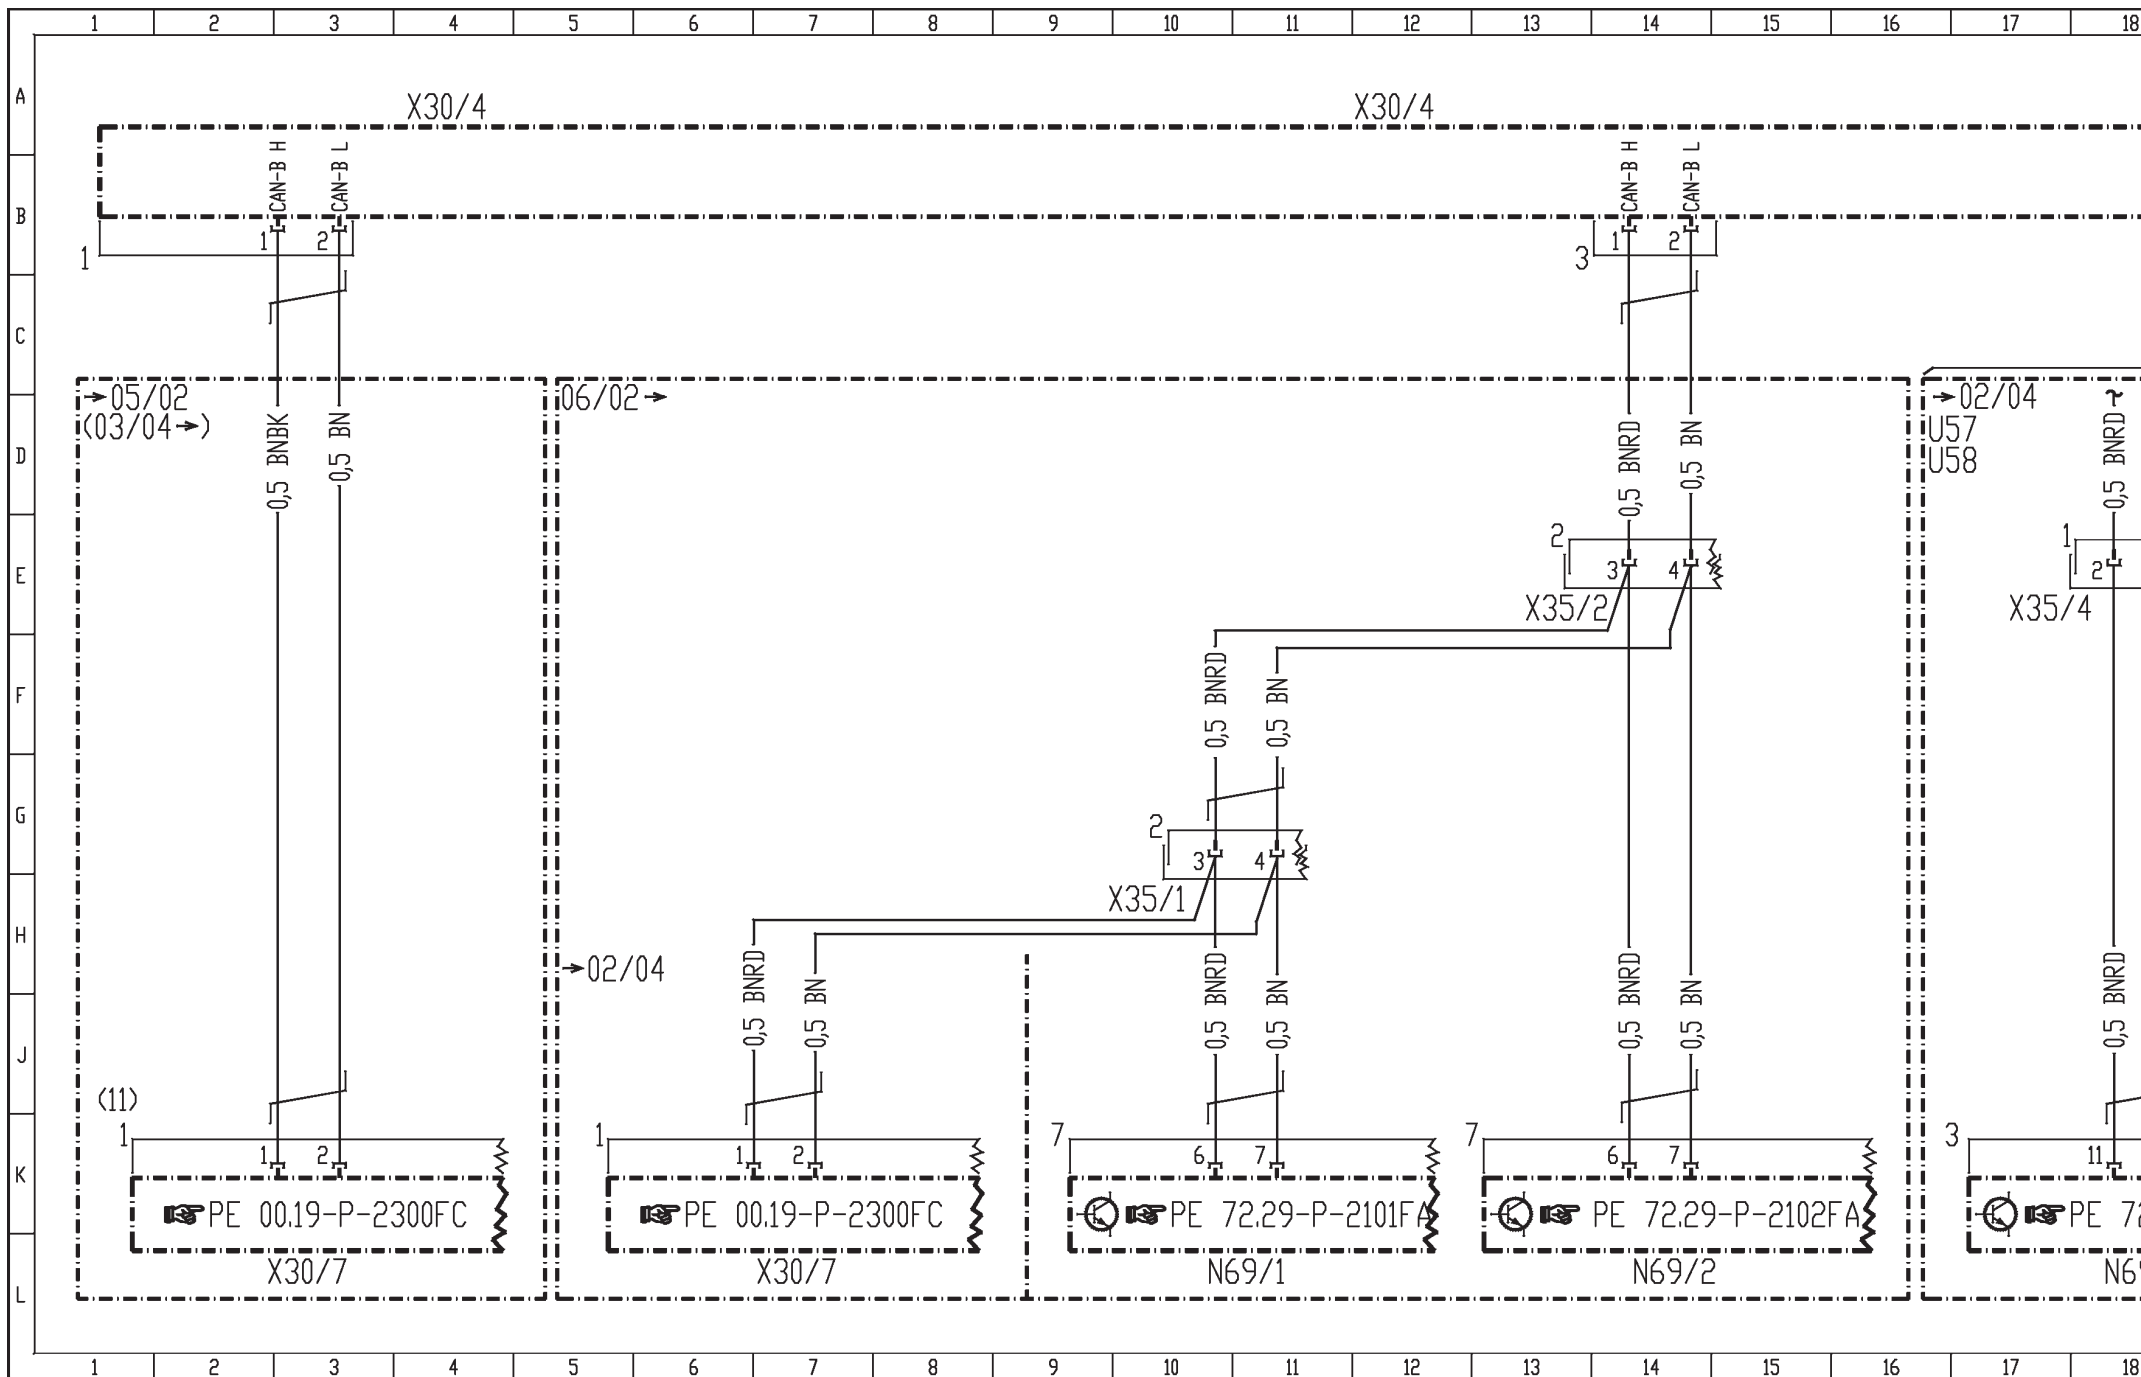 1 2 3 4 5 6 7 8 9 10 11 12 13 14 15 16 17 18
A
X30/4 X30/4
CAN-B H CAN-B L CAN-B H CAN-B L
B
1 1 2 3 1 2
C
→05/02 06/02→ →02/04
(03/04→) U57
U58
D
0,5 BNBK 0,5 BN 0,5 BNRD 0,5 BN 0,5 BNRD
2 1
E
3 4 2
X35/2 X35/4
F
0,5 BNRD 0,5 BN
G
2
3 4
X35/1
H
→02/04
0,5 BNRD 0,5 BN 0,5 BNRD 0,5 BN 0,5 BNRD 0,5 BN 0,5 BNRD
J
(11)
1 1 7 7 3
1 2 1 2 6 7 6 7 11
K
PE 00.19-P-2300FC PE 00.19-P-2300FC PE 72.29-P-2101FA PE 72.29-P-2102FA PE
X30/7 X30/7 N69/1 N69/2
L
1 2 3 4 5 6 7 8 9 10 11 12 13 14 15 16 17 18